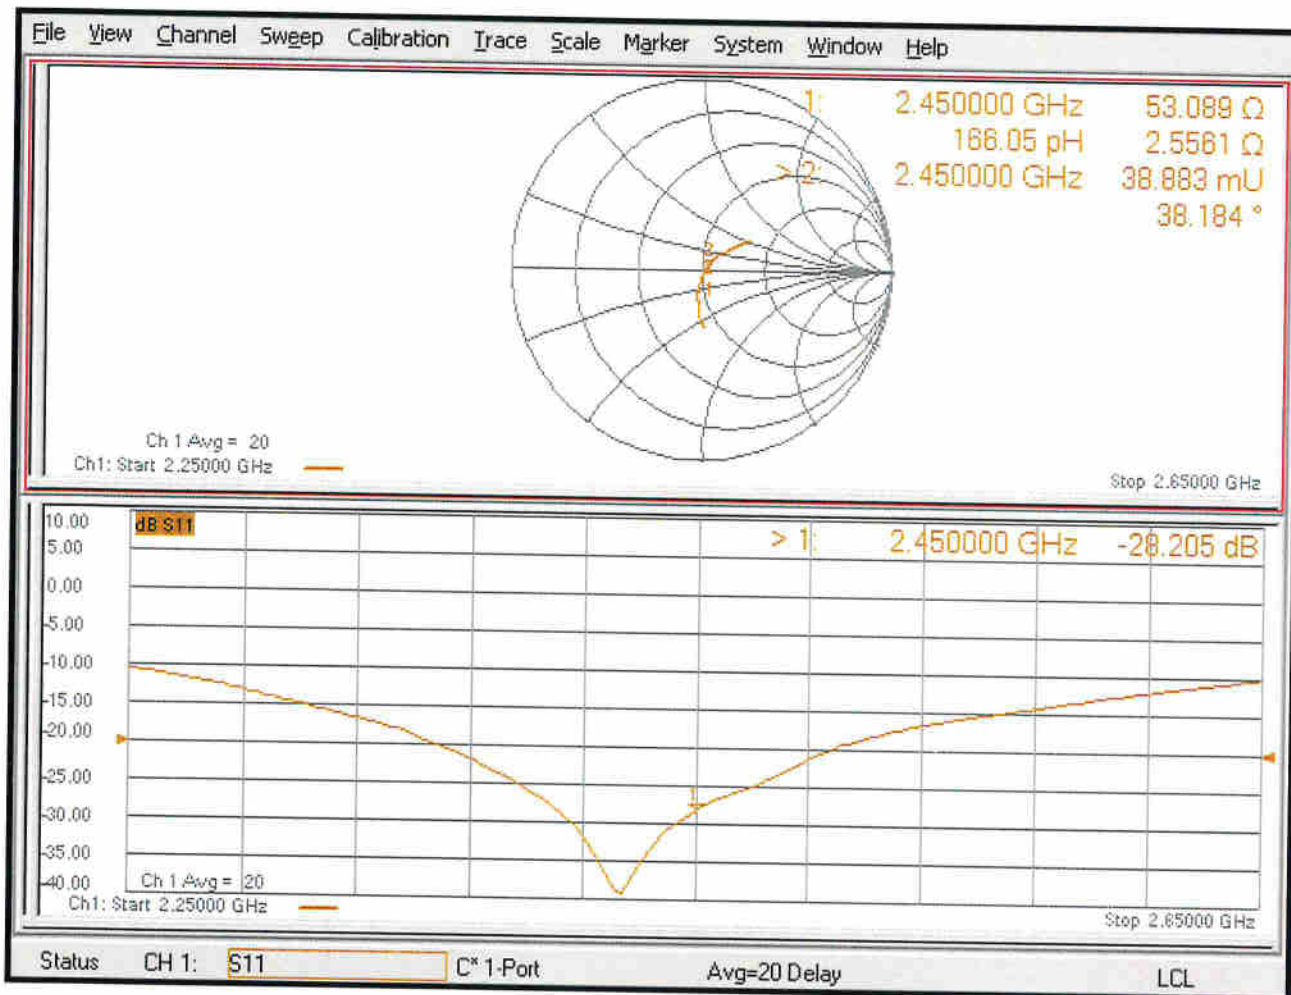 File View Channel Sweep Calibration Trace Scale Marker System Window Help
1: 2.450000 GHz 53.089 Ω
166.05 pH 2.5561 Ω
> 2: 2.450000 GHz 38.883 mU
38.184 °
2
1
Ch 1 Avg = 20
Ch1: Start 2.25000 GHz
Stop 2.65000 GHz
10.00
dB S11
> 1: 2.450000 GHz -28.205 dB
5.00
0.00
-5.00
-10.00
-15.00
-20.00
-25.00
1
-30.00
-35.00
-40.00
Ch 1 Avg = 20
Ch1: Start 2.25000 GHz
Stop 2.65000 GHz
Status CH 1: S11 C* 1-Port Avg=20 Delay LCL